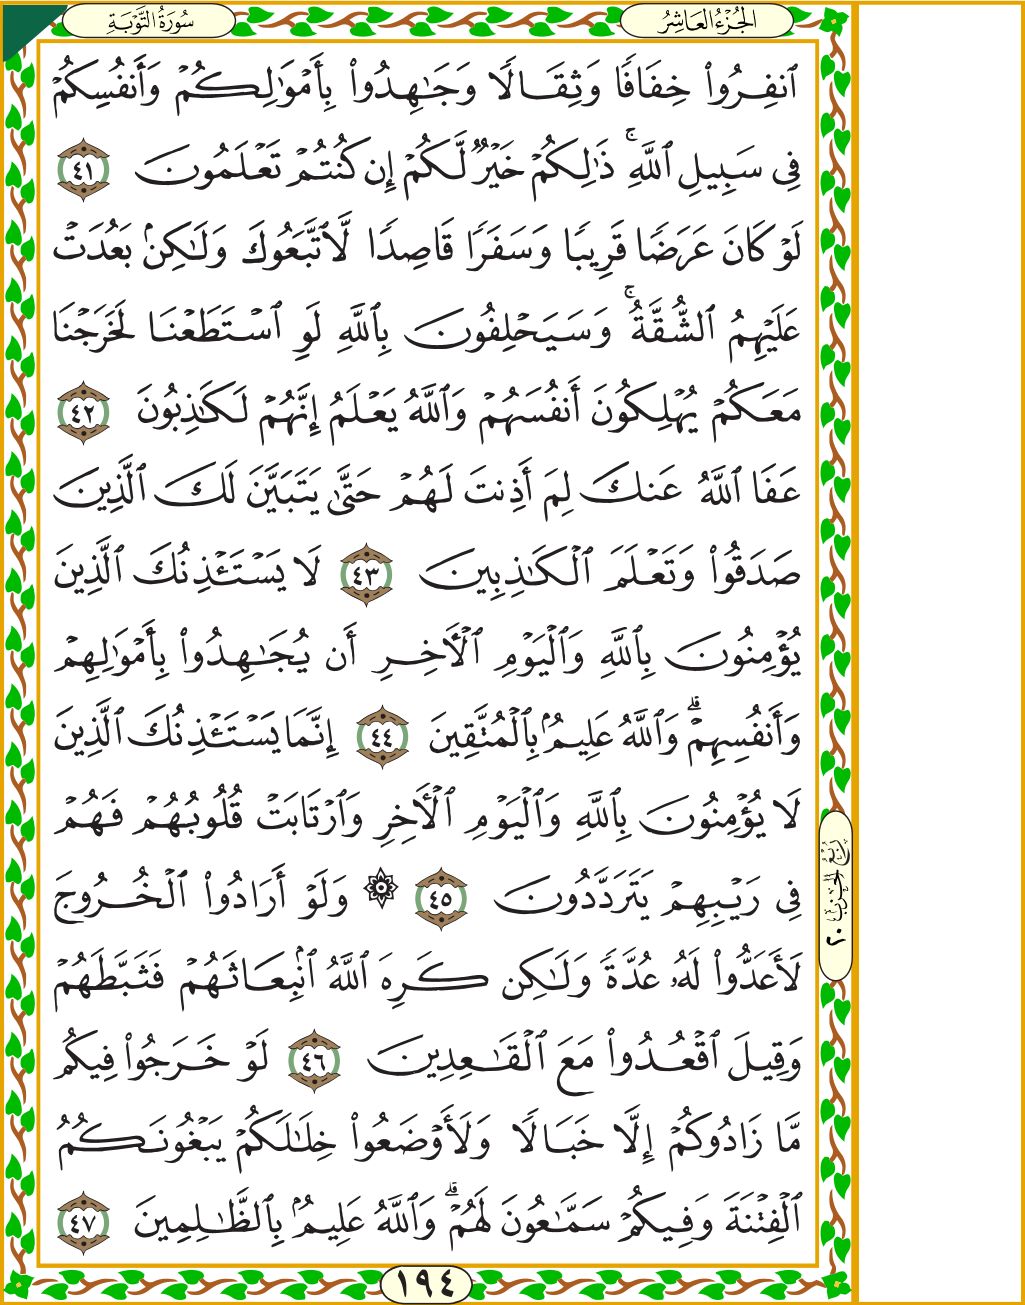 سُورَةُ التَّوْبَةِ
الجُزْءُ العَاشِرُ
ٱنفِرُوا۟ خِفَافًا وَثِقَالًا وَجَٰهِدُوا۟ بِأَمْوَٰلِكُمْ وَأَنفُسِكُمْ
فِى سَبِيلِ ٱللَّهِ ۚ ذَٰلِكُمْ خَيْرٌ لَّكُمْ إِن كُنتُمْ تَعْلَمُونَ ٤١
لَوْ كَانَ عَرَضًا قَرِيبًا وَسَفَرًا قَاصِدًا لَّٱتَّبَعُوكَ وَلَٰكِنۢ بَعُدَتْ
عَلَيْهِمُ ٱلشُّقَّةُ ۚ وَسَيَحْلِفُونَ بِٱللَّهِ لَوِ ٱسْتَطَعْنَا لَخَرَجْنَا
مَعَكُمْ يُهْلِكُونَ أَنفُسَهُمْ وَٱللَّهُ يَعْلَمُ إِنَّهُمْ لَكَٰذِبُونَ ٤٢
عَفَا ٱللَّهُ عَنكَ لِمَ أَذِنتَ لَهُمْ حَتَّىٰ يَتَبَيَّنَ لَكَ ٱلَّذِينَ
صَدَقُوا۟ وَتَعْلَمَ ٱلْكَٰذِبِينَ ٤٣ لَا يَسْتَـْٔذِنُكَ ٱلَّذِينَ
يُؤْمِنُونَ بِٱللَّهِ وَٱلْيَوْمِ ٱلْـَٔاخِرِ أَن يُجَٰهِدُوا۟ بِأَمْوَٰلِهِمْ
وَأَنفُسِهِمْ ۗ وَٱللَّهُ عَلِيمٌۢ بِٱلْمُتَّقِينَ ٤٤ إِنَّمَا يَسْتَـْٔذِنُكَ ٱلَّذِينَ
لَا يُؤْمِنُونَ بِٱللَّهِ وَٱلْيَوْمِ ٱلْـَٔاخِرِ وَٱرْتَابَتْ قُلُوبُهُمْ فَهُمْ
فِى رَيْبِهِمْ يَتَرَدَّدُونَ ٤٥ ۞ وَلَوْ أَرَادُوا۟ ٱلْخُرُوجَ
لَأَعَدُّوا۟ لَهُۥ عُدَّةً وَلَٰكِن كَرِهَ ٱللَّهُ ٱنۢبِعَاثَهُمْ فَثَبَّطَهُمْ
وَقِيلَ ٱقْعُدُوا۟ مَعَ ٱلْقَٰعِدِينَ ٤٦ لَوْ خَرَجُوا۟ فِيكُم
مَّا زَادُوكُمْ إِلَّا خَبَالًا وَلَأَوْضَعُوا۟ خِلَٰلَكُمْ يَبْغُونَكُمُ
ٱلْفِتْنَةَ وَفِيكُمْ سَمَّٰعُونَ لَهُمْ ۗ وَٱللَّهُ عَلِيمٌۢ بِٱلظَّٰلِمِينَ ٤٧
رُبْعُ الحِزْبِ ٢٠
١٩٤